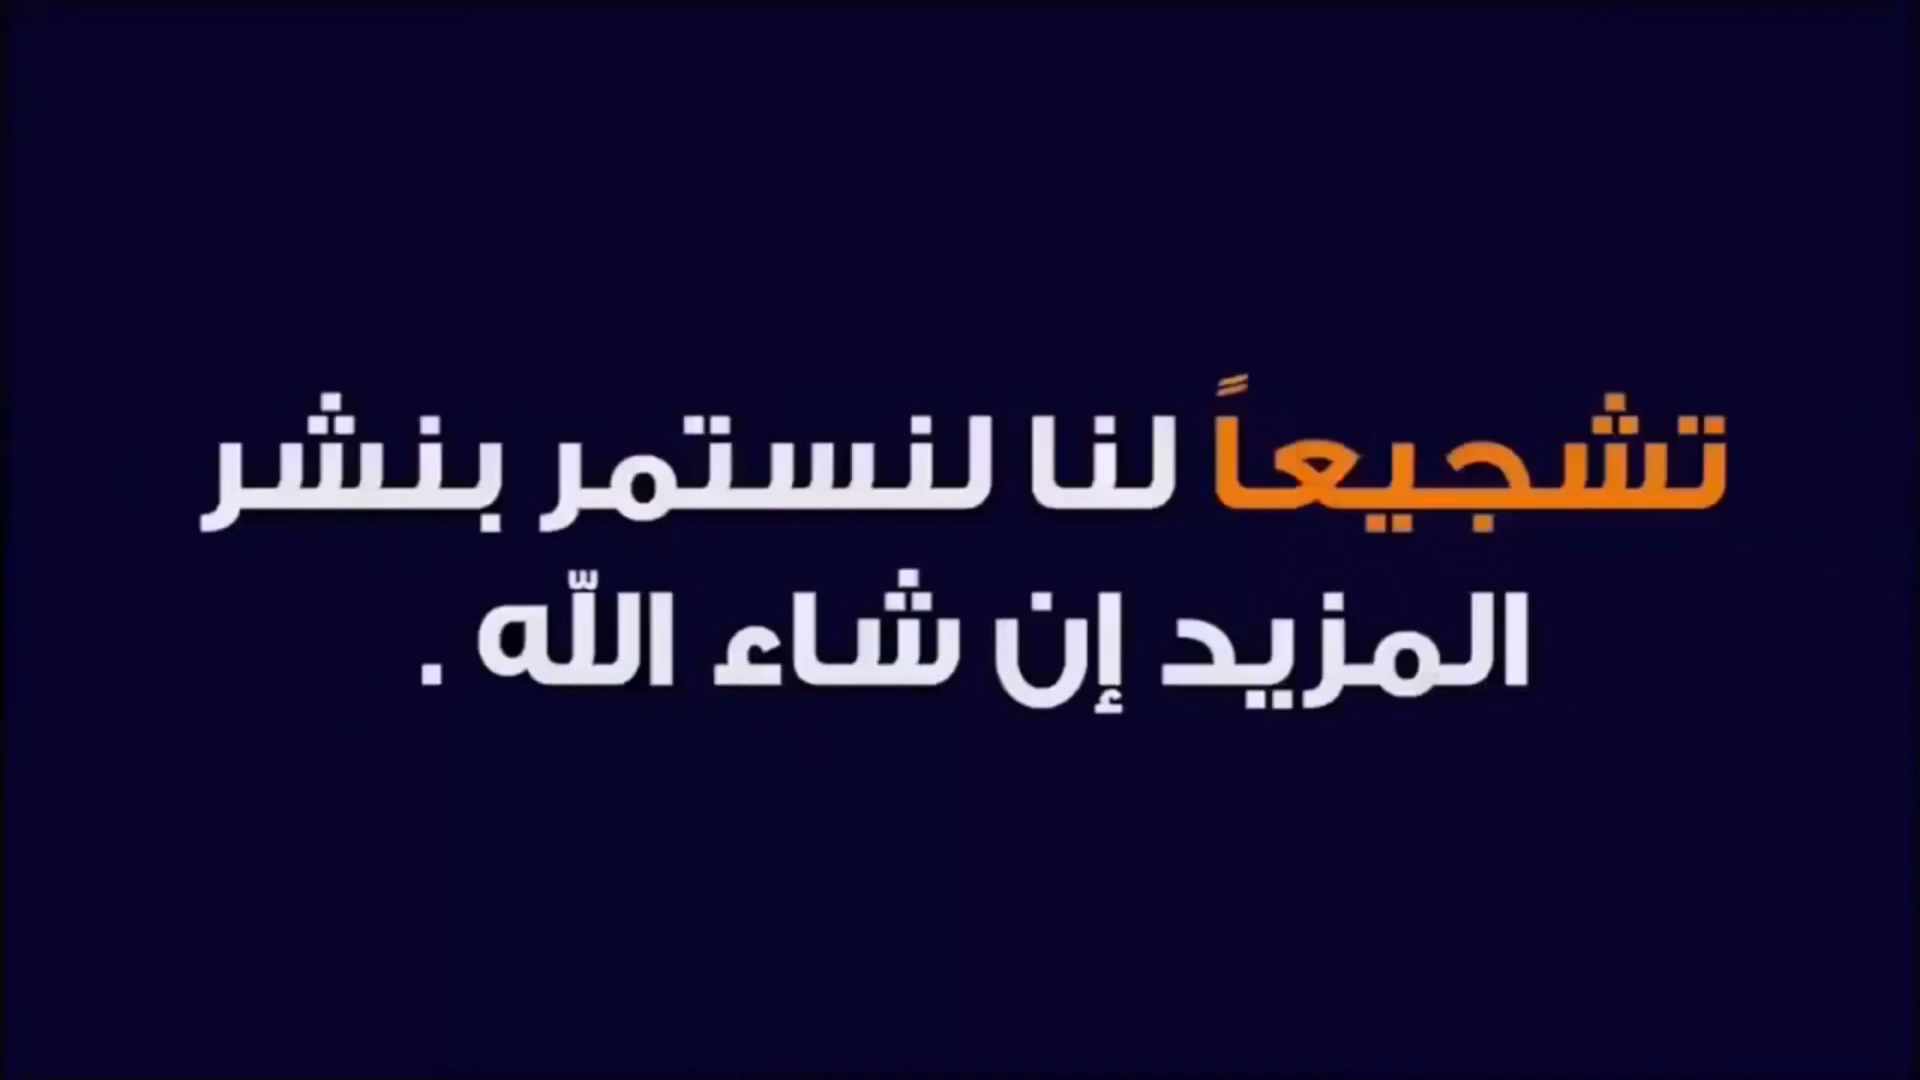 تشجيعاً لنا لنستمر بنشر
المزيد إن شاء اللّه .